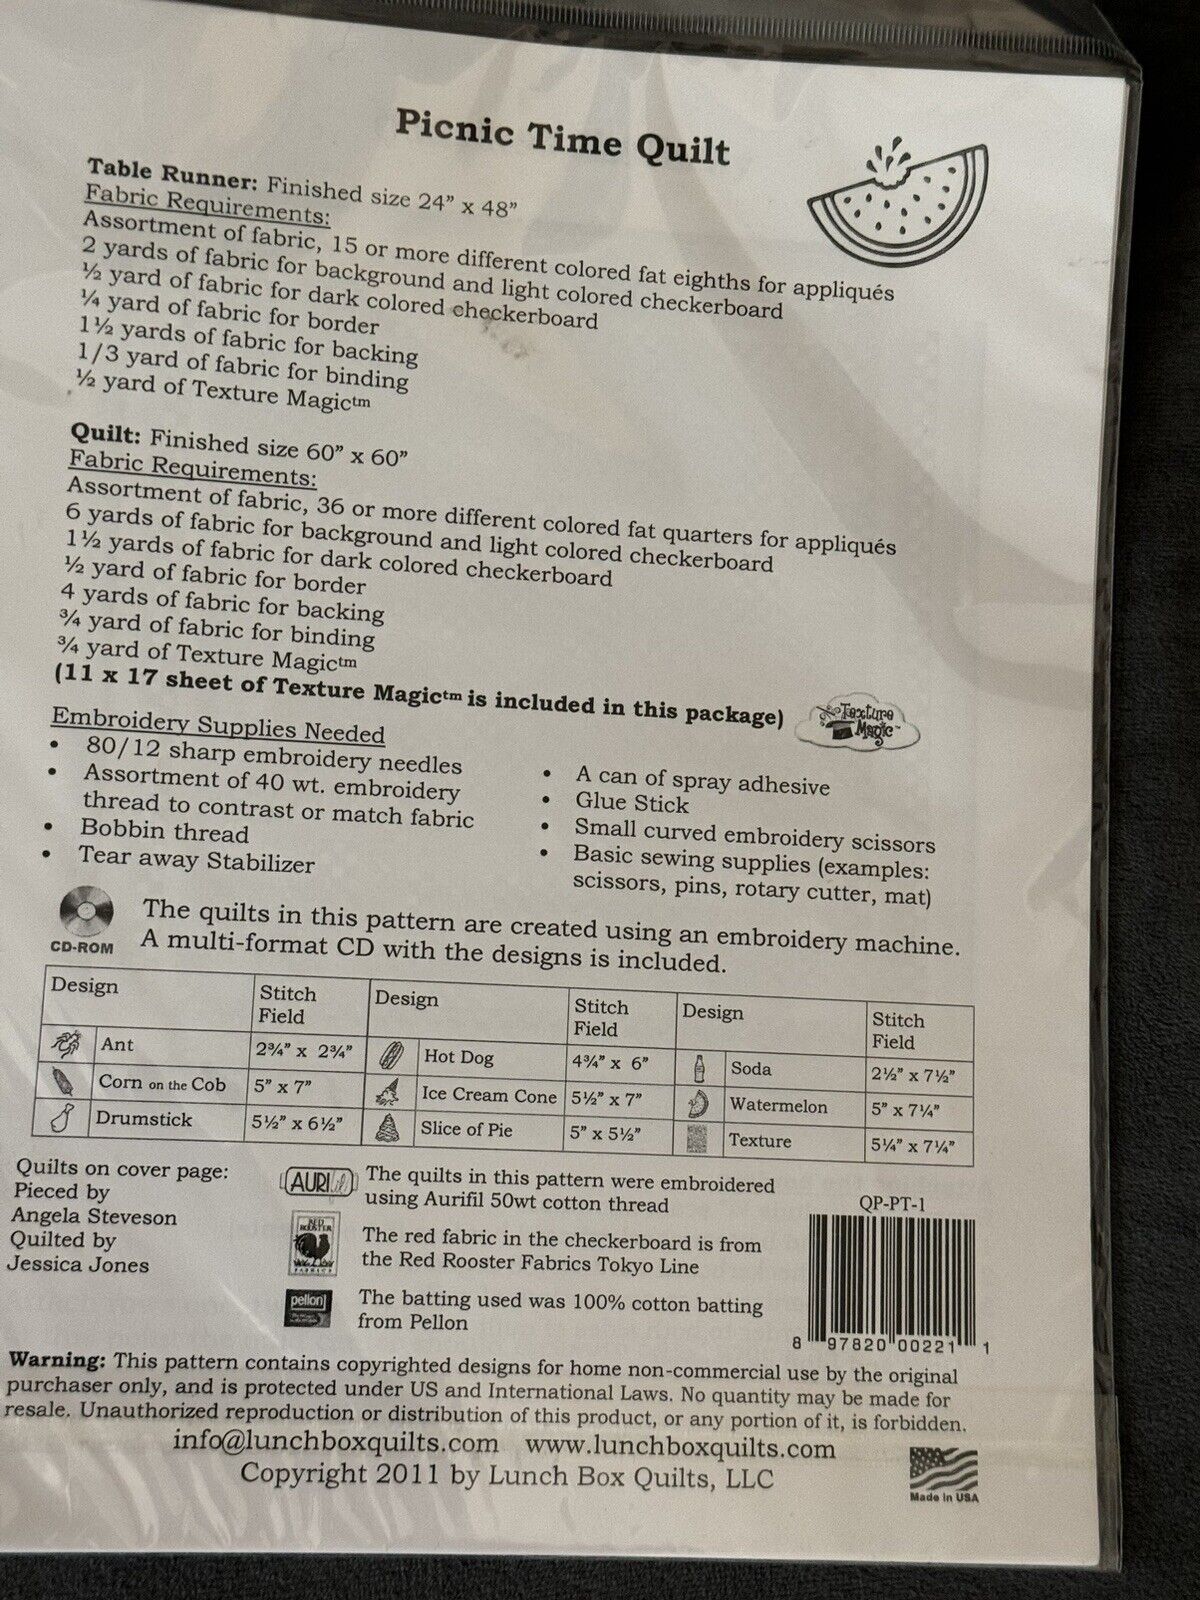 Picnic Time Quilt
Table Runner: Finished size 24” x 48”
Fabric Requirements:
Assortment of fabric, 15 or more different colored fat eighths for appliqués
2 yards of fabric for background and light colored checkerboard
½ yard of fabric for dark colored checkerboard
¼ yard of fabric for border
1½ yards of fabric for backing
1/3 yard of fabric for binding
½ yard of Texture Magic™
Quilt: Finished size 60” x 60”
Fabric Requirements:
Assortment of fabric, 36 or more different colored fat quarters for appliqués
6 yards of fabric for background and light colored checkerboard
1½ yards of fabric for dark colored checkerboard
½ yard of fabric for border
4 yards of fabric for backing
¾ yard of fabric for binding
¾ yard of Texture Magic™
(11 x 17 sheet of Texture Magic™ is included in this package)
Texture
Magic™
Embroidery Supplies Needed
• 80/12 sharp embroidery needles
• Assortment of 40 wt. embroidery
thread to contrast or match fabric
• Bobbin thread
• Tear away Stabilizer
• A can of spray adhesive
• Glue Stick
• Small curved embroidery scissors
• Basic sewing supplies (examples:
scissors, pins, rotary cutter, mat)
CD-ROM
The quilts in this pattern are created using an embroidery machine.
A multi-format CD with the designs is included.
Design Stitch Field Design Stitch Field Design Stitch Field
Ant 2¾” x 2¾” Hot Dog 4¾” x 6” Soda 2½” x 7½”
Corn on the Cob 5” x 7” Ice Cream Cone 5½” x 7” Watermelon 5” x 7¼”
Drumstick 5½” x 6½” Slice of Pie 5” x 5½” Texture 5¼” x 7¼”
Quilts on cover page:
Pieced by
Angela Steveson
Quilted by
Jessica Jones
AURIfil
The quilts in this pattern were embroidered
using Aurifil 50wt cotton thread
RED
ROOSTER
FABRICS
The red fabric in the checkerboard is from
the Red Rooster Fabrics Tokyo Line
pellon
The batting used was 100% cotton batting
from Pellon
QP-PT-1
8 97820 00221 1
Warning: This pattern contains copyrighted designs for home non-commercial use by the original
purchaser only, and is protected under US and International Laws. No quantity may be made for
resale. Unauthorized reproduction or distribution of this product, or any portion of it, is forbidden.
info@lunchboxquilts.com www.lunchboxquilts.com
Copyright 2011 by Lunch Box Quilts, LLC
Made in USA